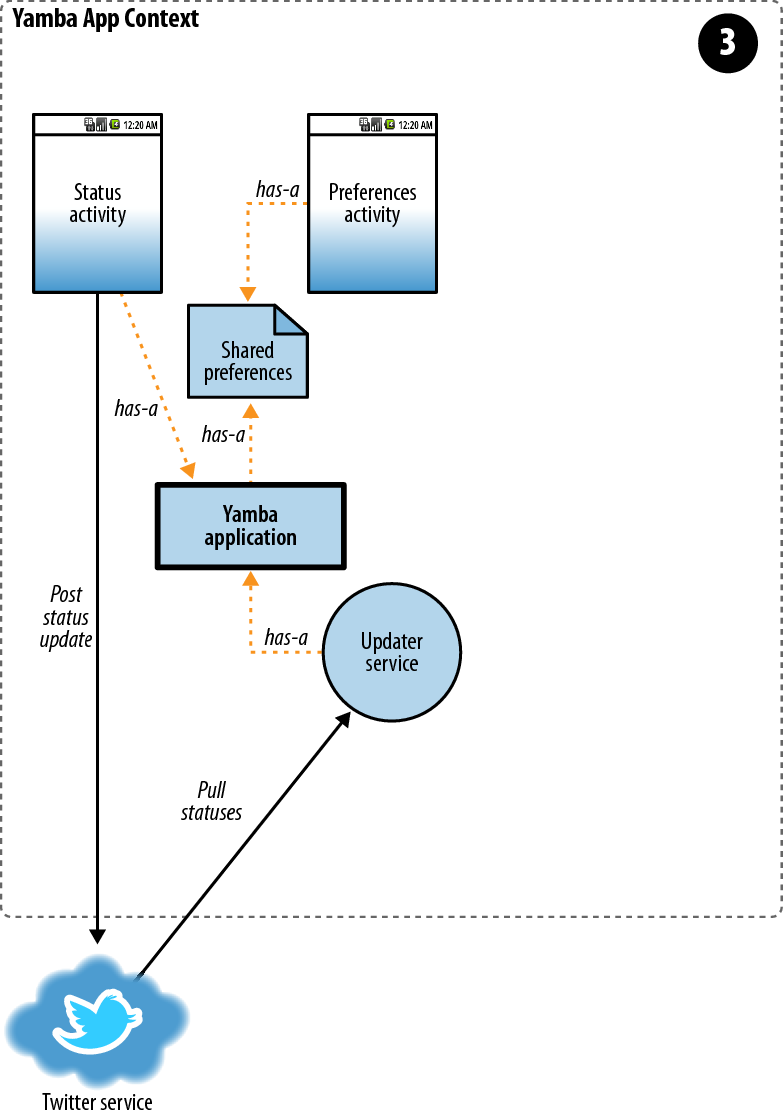 Yamba App Context
3
12:20 AM
12:20 AM
Status
activity
has-a
Preferences
activity
Shared
preferences
has-a
has-a
Yamba
application
Post
status
update
has-a
Updater
service
Pull
statuses
Twitter service